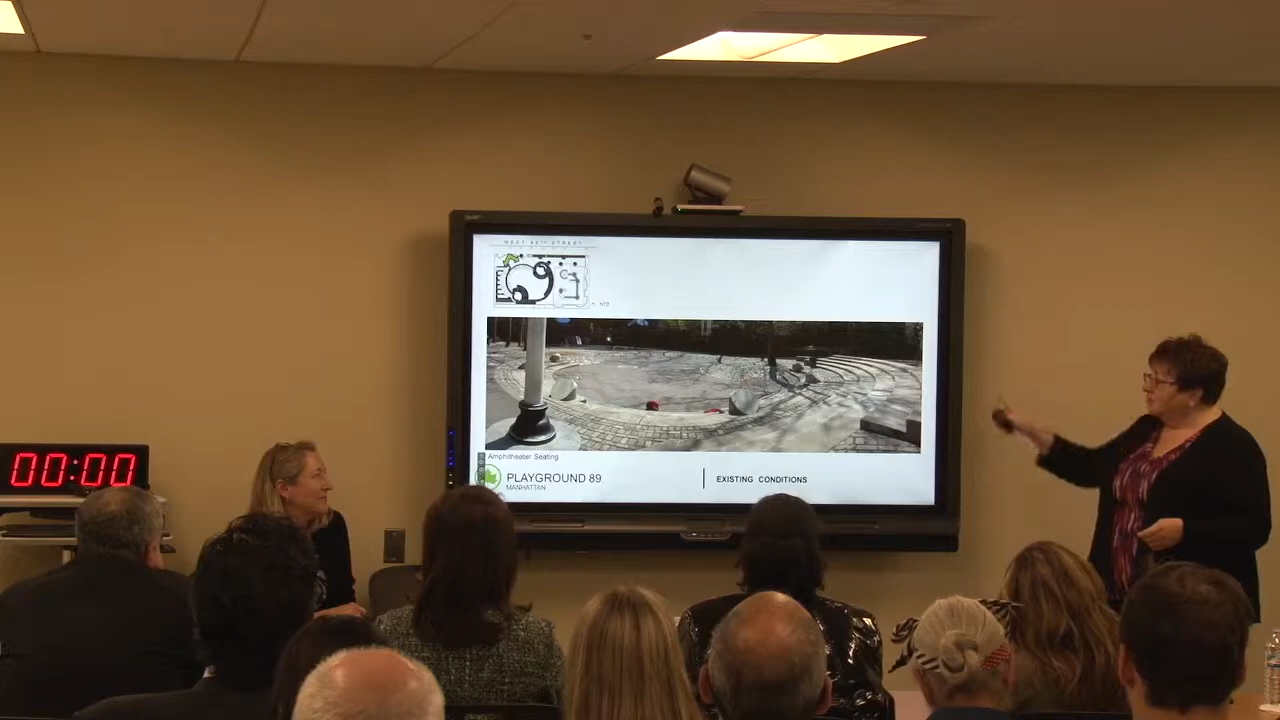 00:00
WEST 89TH STREET
Amphitheater Seating
PLAYGROUND 89
MANHATTAN
EXISTING CONDITIONS